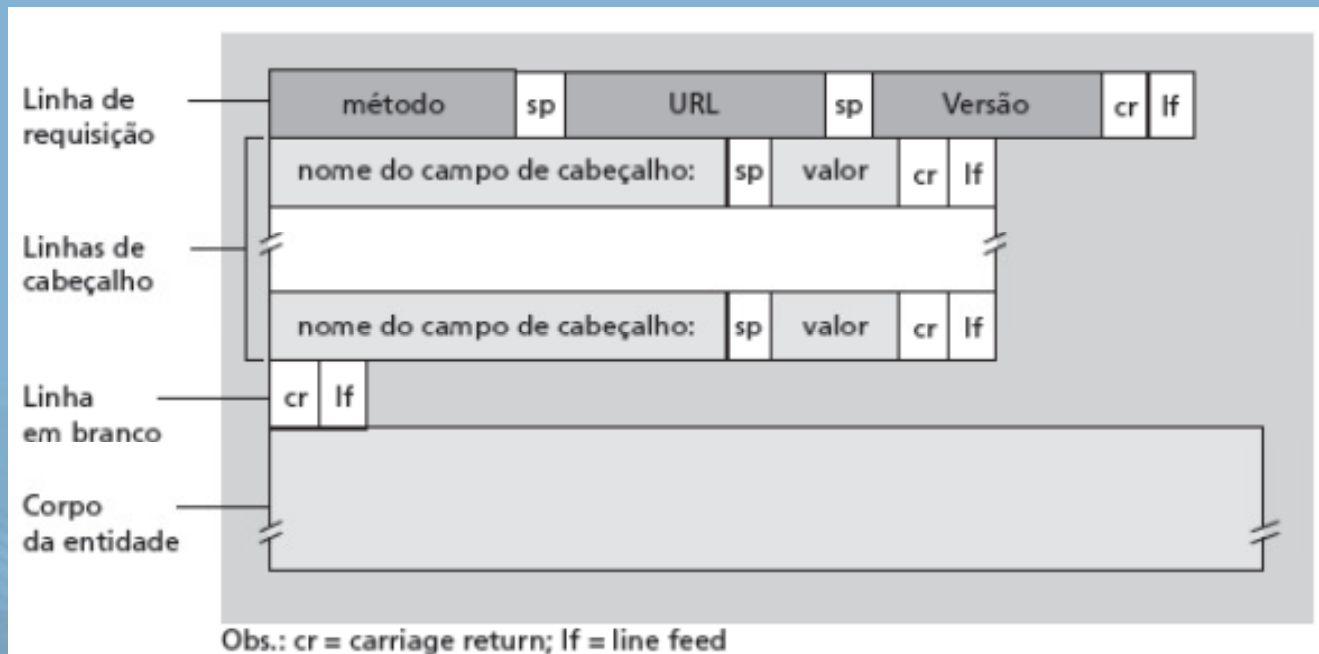 Linha de
requisição
método sp URL sp Versão cr lf
nome do campo de cabeçalho: sp valor cr lf
Linhas de
cabeçalho
nome do campo de cabeçalho: sp valor cr lf
Linha
em branco
cr lf
Corpo
da entidade
Obs.: cr = carriage return; lf = line feed